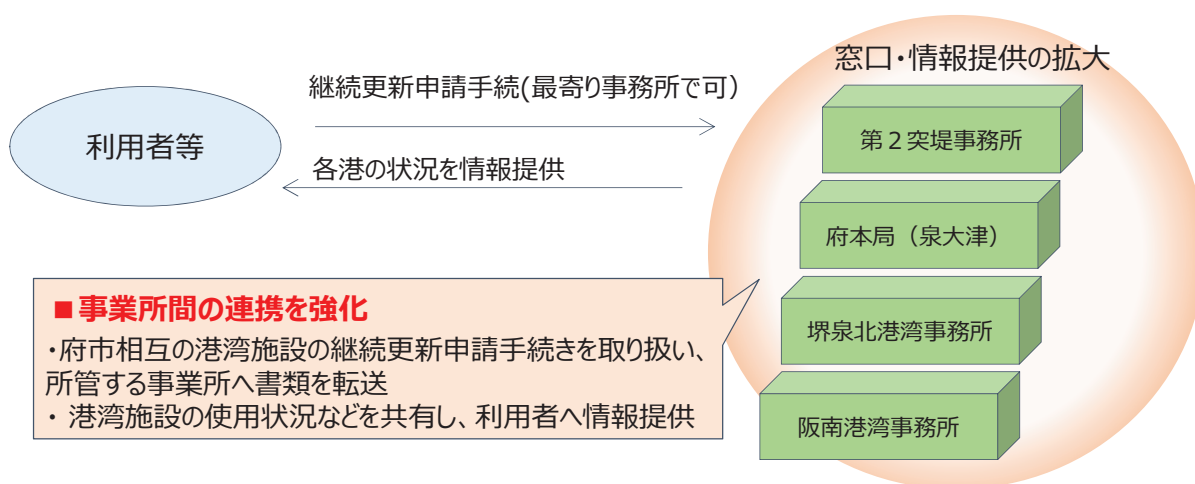 窓口・情報提供の拡大
継続更新申請手続(最寄り事務所で可)
利用者等
各港の状況を情報提供
第２突堤事務所
府本局（泉大津）
堺泉北港湾事務所
阪南港湾事務所
■事業所間の連携を強化
・府市相互の港湾施設の継続更新申請手続きを取り扱い、
所管する事業所へ書類を転送
・ 港湾施設の使用状況などを共有し、利用者へ情報提供